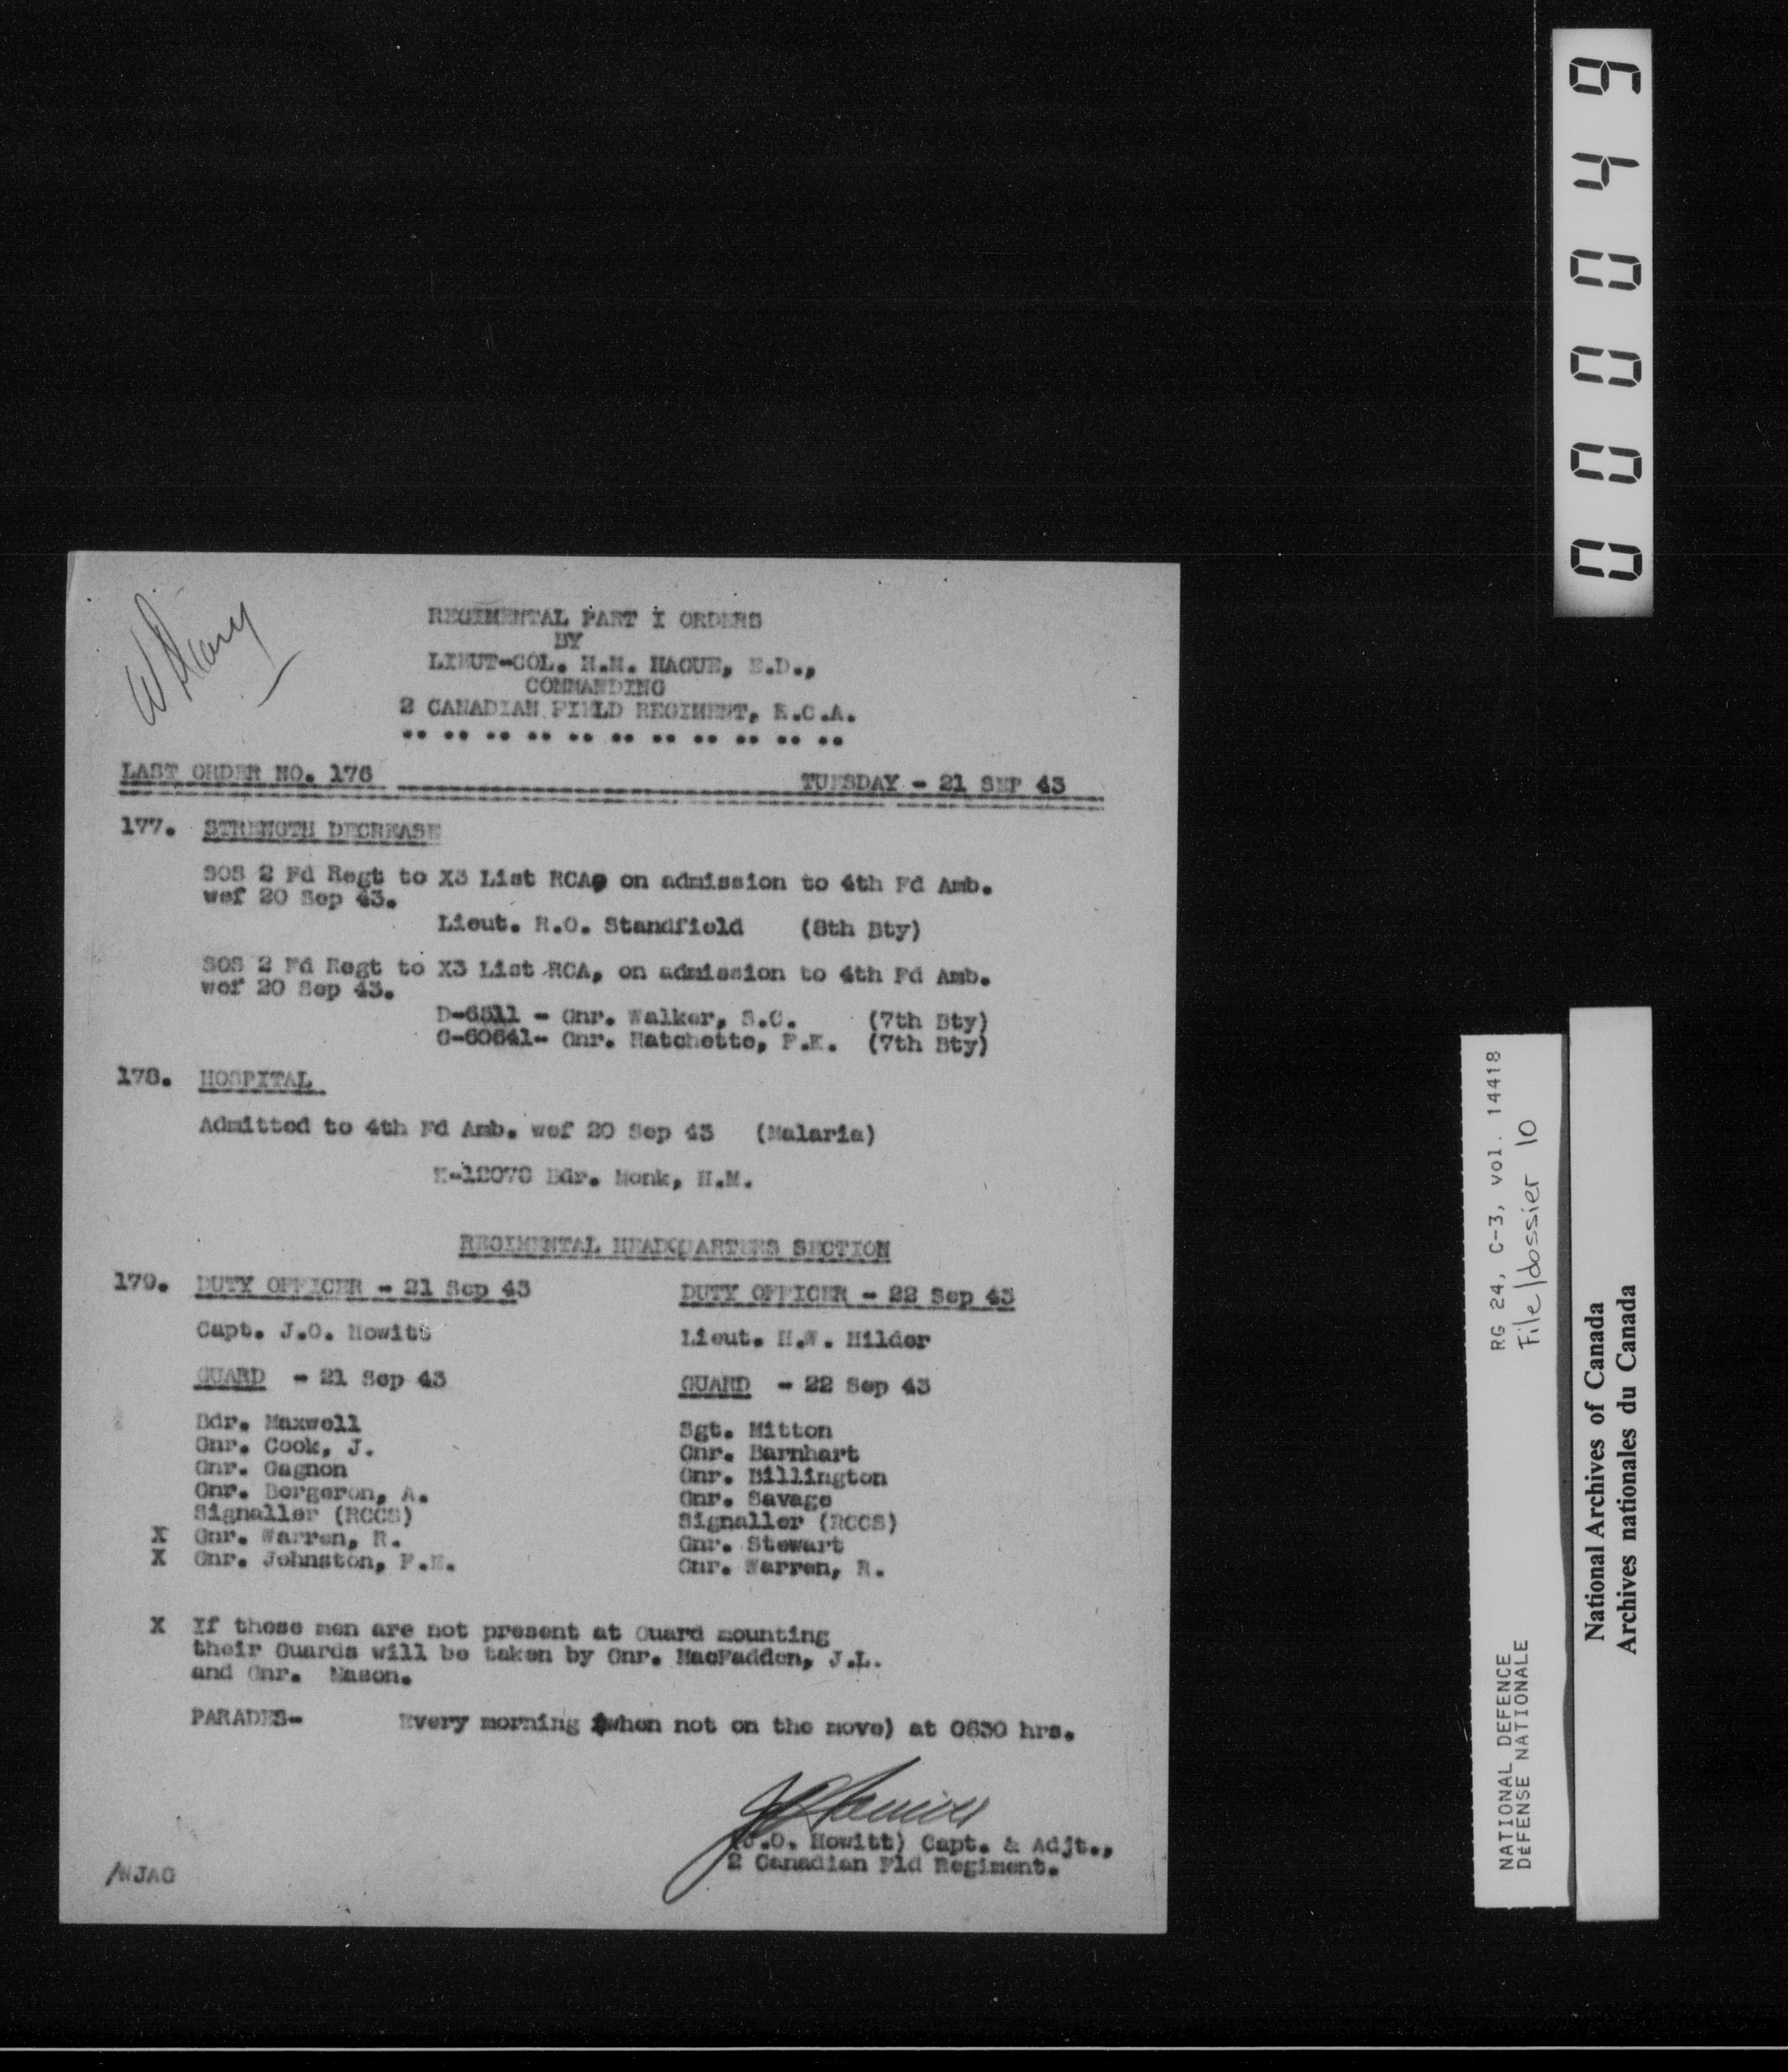 W Diary
REGIMENTAL PART I ORDERS
BY
LIEUT-COL. H.M. HAGUE, E.D.,
COMMANDING
2 CANADIAN FIELD REGIMENT, R.C.A.
.. .. .. .. .. .. .. .. .. .. ..
LAST ORDER NO. 176 TUESDAY - 21 SEP 43
177. STRENGTH DECREASE
SOS 2 Fd Regt to X3 List RCA, on admission to 4th Fd Amb.
wef 20 Sep 43.
Lieut. R.O. Standfield (8th Bty)
SOS 2 Fd Regt to X3 List RCA, on admission to 4th Fd Amb.
wef 20 Sep 43.
D-6511 - Gnr. Walker, S.C. (7th Bty)
C-60641- Gnr. Hatchette, F.K. (7th Bty)
178. HOSPITAL
Admitted to 4th Fd Amb. wef 20 Sep 43 (Malaria)
Bdr. Monk, H.M.
REGIMENTAL HEADQUARTERS SECTION
179. DUTY OFFICER - 21 Sep 43
Capt. J.O. Howitt
GUARD - 21 Sep 43
Bdr. Maxwell
Gnr. Cook, J.
Gnr. Gagnon
Gnr. Bergeron, A.
Signaller (RCCS)
X Gnr. Warren, R.
X Gnr. Johnston, F.E.
DUTY OFFICER - 22 Sep 43
Lieut. H.W. Hilder
GUARD - 22 Sep 43
Sgt. Mitton
Gnr. Barnhart
Gnr. Billington
Gnr. Savage
Signaller (RCCS)
Gnr. Stewart
Gnr. Warren, R.
X If these men are not present at Guard mounting
their Guards will be taken by Gnr. MacFadden, J.L.
and Gnr. Mason.
PARADES- Every morning (when not on the move) at 0830 hrs.
JO Howitt
(J.O. Howitt) Capt. & Adjt.,
2 Canadian Fld Regiment.
/WJAG
000049
RG 24, C-3, vol. 14418
File/dossier 10
NATIONAL DEFENCE
DÉFENSE NATIONALE
National Archives of Canada
Archives nationales du Canada